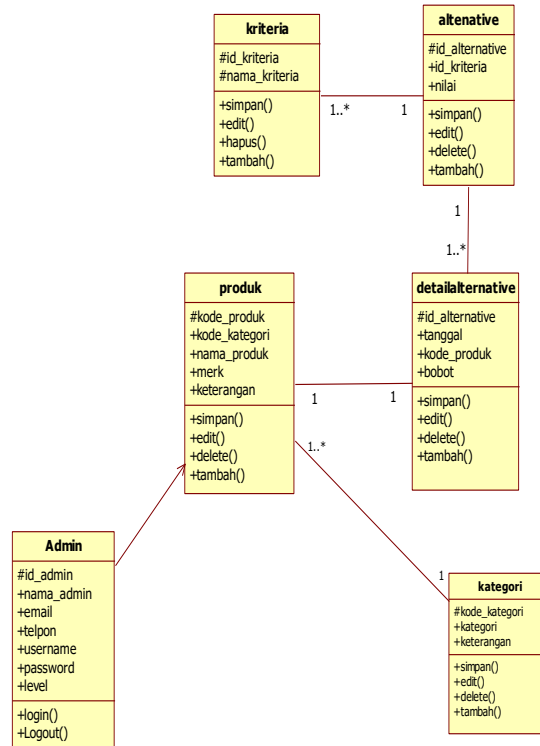 kriteria
#id_kriteria
#nama_kriteria
+simpan()
+edit()
+hapus()
+tambah()
altenative
#id_alternative
+id_kriteria
+nilai
+simpan()
+edit()
+delete()
+tambah()
1..*
1
1
1..*
produk
#kode_produk
+kode_kategori
+nama_produk
+merk
+keterangan
+simpan()
+edit()
+delete()
+tambah()
detailalternative
#id_alternative
+tanggal
+kode_produk
+bobot
+simpan()
+edit()
+delete()
+tambah()
1
1
1..*
1
Admin
#id_admin
+nama_admin
+email
+telpon
+username
+password
+level
+login()
+Logout()
kategori
#kode_kategori
+kategori
+keterangan
+simpan()
+edit()
+delete()
+tambah()